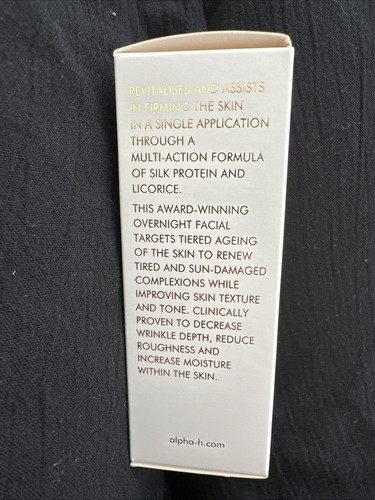 REVITALISES AND ASSISTS
IN FIRMING THE SKIN
IN A SINGLE APPLICATION
THROUGH A
MULTI-ACTION FORMULA
OF SILK PROTEIN AND
LICORICE.
THIS AWARD-WINNING
OVERNIGHT FACIAL
TARGETS TIERED AGEING
OF THE SKIN TO RENEW
TIRED AND SUN-DAMAGED
COMPLEXIONS WHILE
IMPROVING SKIN TEXTURE
AND TONE. CLINICALLY
PROVEN TO DECREASE
WRINKLE DEPTH, REDUCE
ROUGHNESS AND
INCREASE MOISTURE
WITHIN THE SKIN.
alpha-h.com